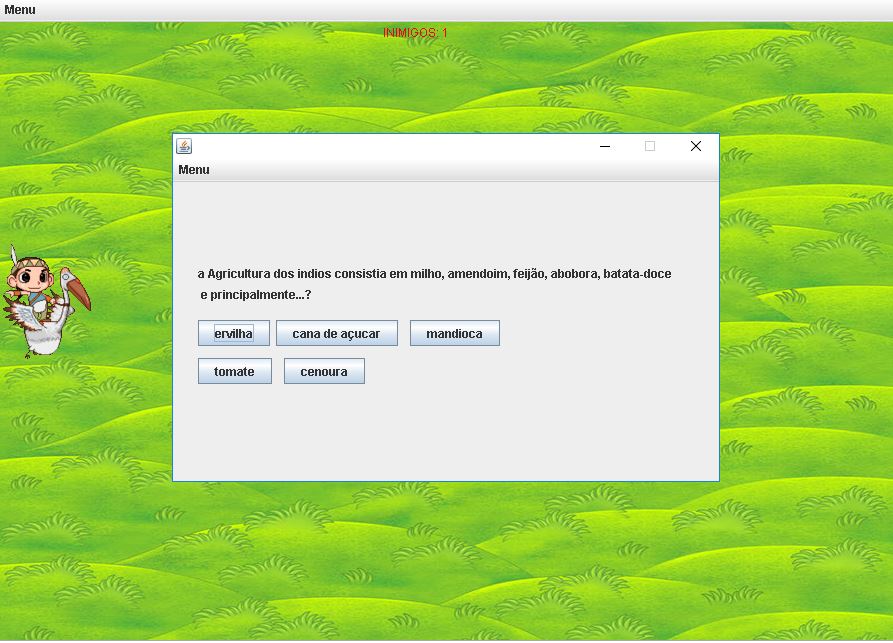 Menu
INIMIGOS: 1
Menu
a Agricultura dos indios consistia em milho, amendoim, feijão, abobora, batata-doce
e principalmente...?
ervilha cana de açucar mandioca
tomate cenoura